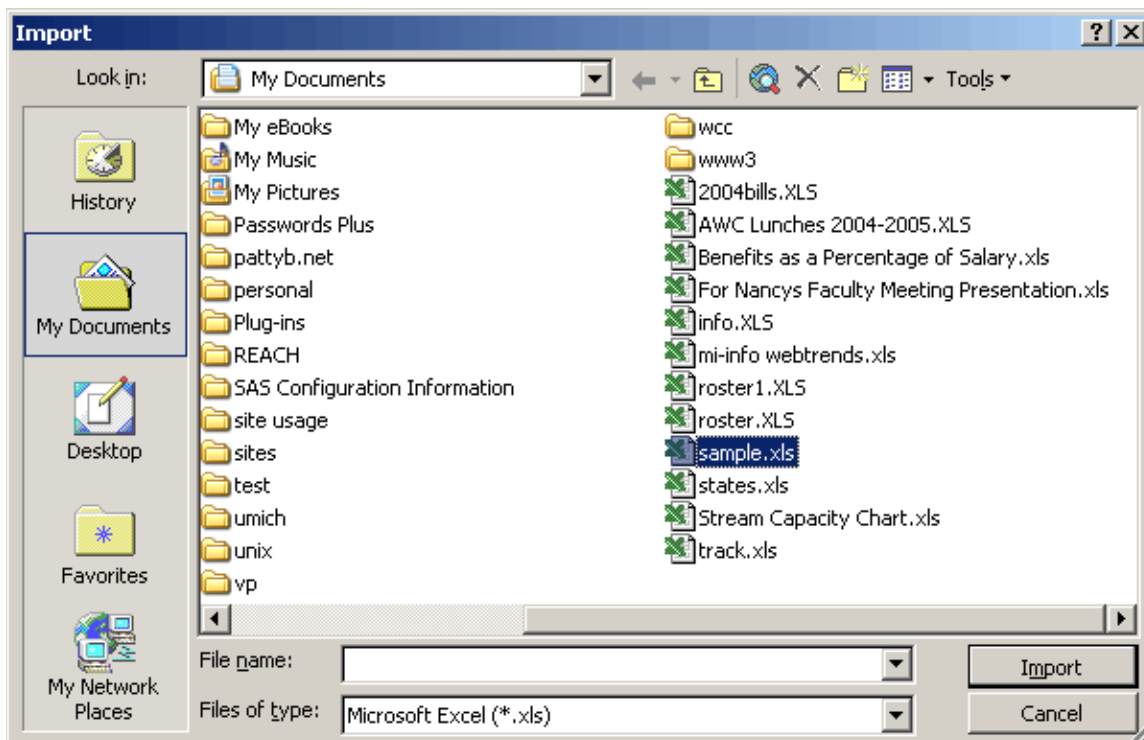 Import
Look in:
My Documents
Tools
History
My Documents
Desktop
Favorites
My Network
Places
My eBooks
My Music
My Pictures
Passwords Plus
pattyb.net
personal
Plug-ins
REACH
SAS Configuration Information
site usage
sites
test
umich
unix
vp
wcc
www3
2004bills.XLS
AWC Lunches 2004-2005.XLS
Benefits as a Percentage of Salary.xls
For Nancys Faculty Meeting Presentation.xls
info.XLS
mi-info webtrends.xls
roster1.XLS
roster.XLS
sample.xls
states.xls
Stream Capacity Chart.xls
track.xls
File name:
Import
Files of type:
Microsoft Excel (*.xls)
Cancel